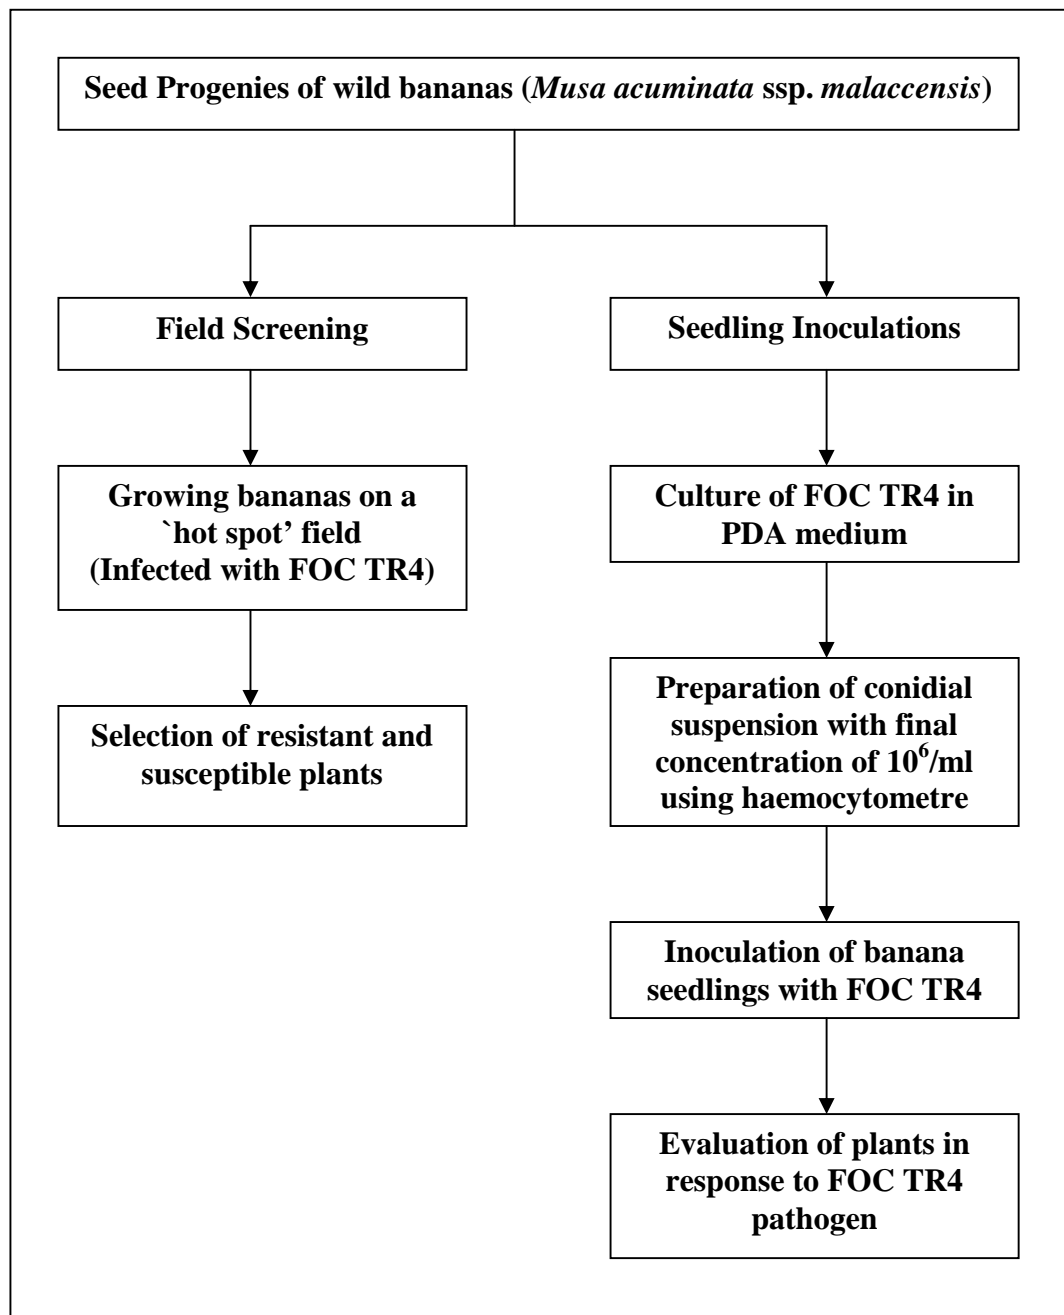 Seed Progenies of wild bananas (Musa acuminata ssp. malaccensis)
Field Screening
Growing bananas on a
`hot spot’ field
(Infected with FOC TR4)
Selection of resistant and
susceptible plants
Seedling Inoculations
Culture of FOC TR4 in
PDA medium
Preparation of conidial
suspension with final
concentration of 10⁶/ml
using haemocytometre
Inoculation of banana
seedlings with FOC TR4
Evaluation of plants in
response to FOC TR4
pathogen